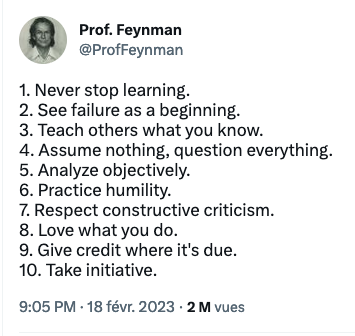 Prof. Feynman
@ProfFeynman
1. Never stop learning.
2. See failure as a beginning.
3. Teach others what you know.
4. Assume nothing, question everything.
5. Analyze objectively.
6. Practice humility.
7. Respect constructive criticism.
8. Love what you do.
9. Give credit where it's due.
10. Take initiative.
9:05 PM · 18 févr. 2023 · 2 M vues